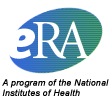 eRA
A program of the National
Institutes of Health